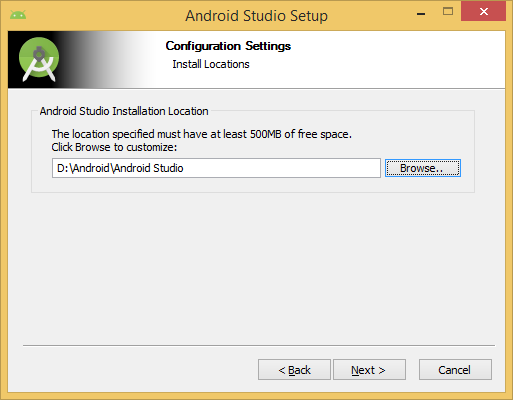 Android Studio Setup
Configuration Settings
Install Locations
Android Studio Installation Location
The location specified must have at least 500MB of free space.
Click Browse to customize:
D:\Android\Android Studio
Browse..
< Back
Next >
Cancel